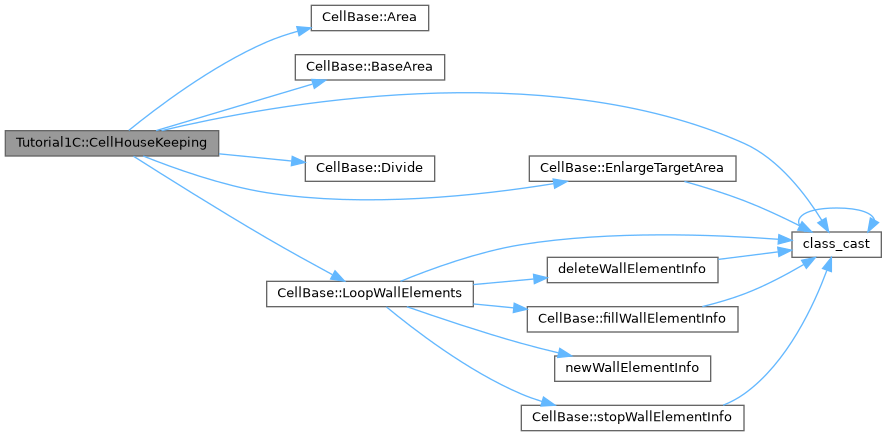 CellBase::Area
CellBase::BaseArea
Tutorial1C::CellHouseKeeping
CellBase::Divide
CellBase::EnlargeTargetArea
class_cast
deleteWallElementInfo
CellBase::LoopWallElements
CellBase::fillWallElementInfo
newWallElementInfo
CellBase::stopWallElementInfo